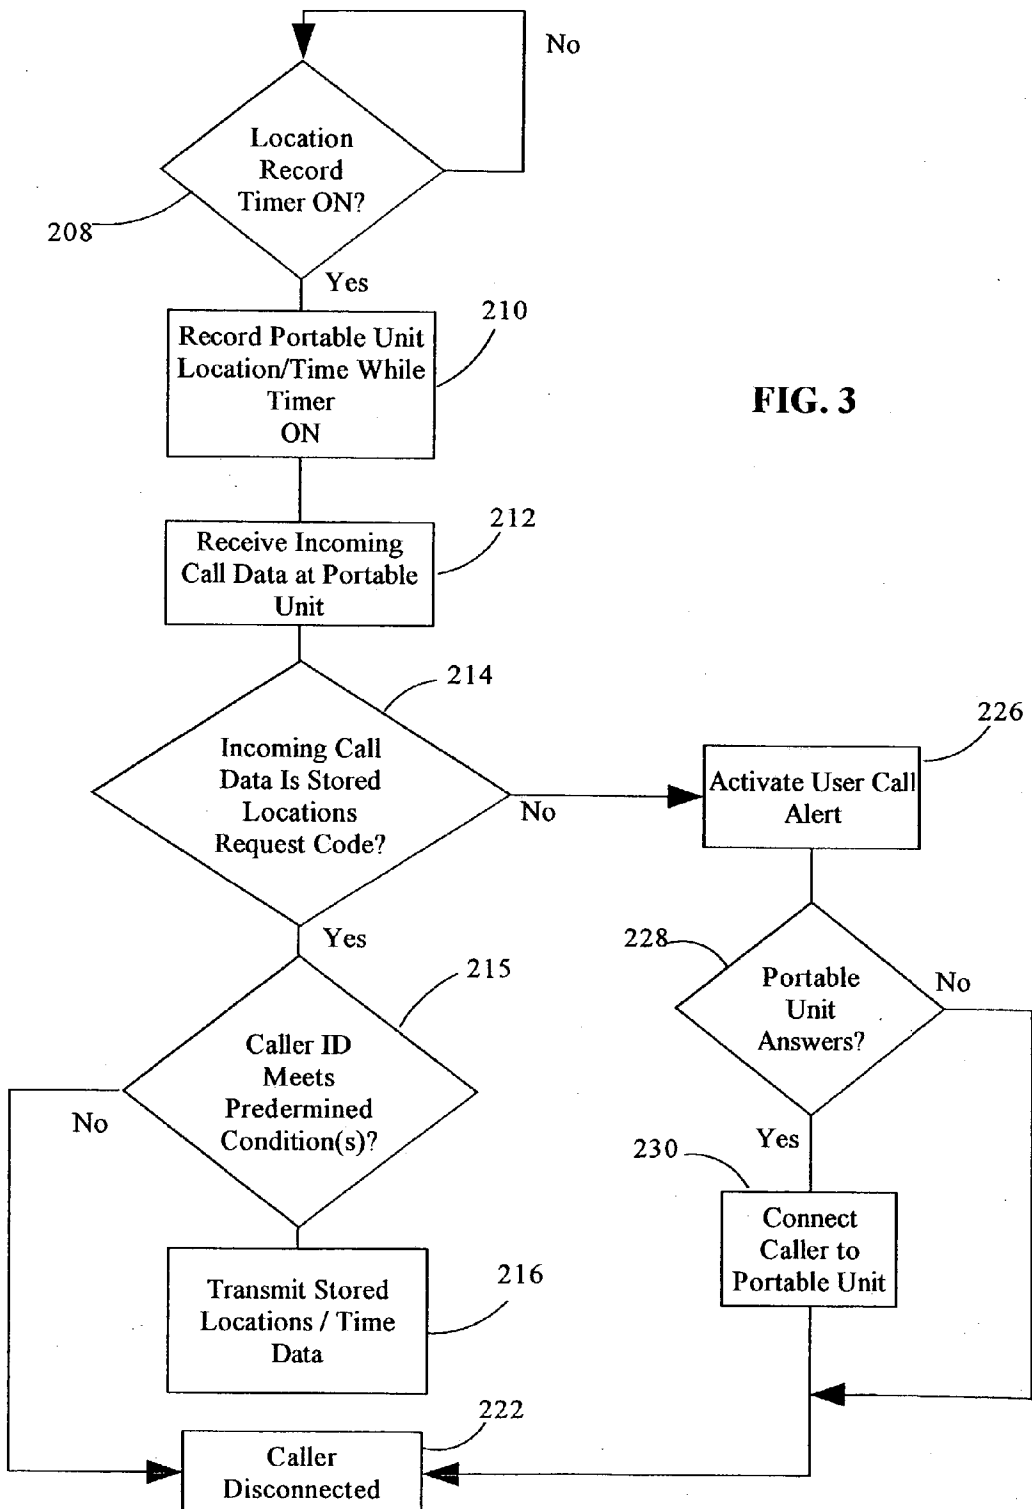 No
Location
Record
Timer ON?
208
Yes
210
Record Portable Unit
Location/Time While
Timer
ON
FIG. 3
212
Receive Incoming
Call Data at Portable
Unit
214
Incoming Call
Data Is Stored
Locations
Request Code?
No
226
Activate User Call
Alert
Yes
228
Portable
Unit
Answers?
No
215
Caller ID
Meets
Predermined
Condition(s)?
No
Yes
230
Connect
Caller to
Portable Unit
216
Transmit Stored
Locations / Time
Data
222
Caller
Disconnected